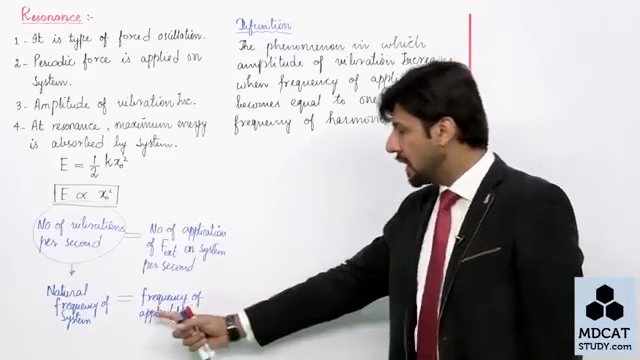 Resonance:-
1- It is type of forced oscillation.
2- Periodic force is applied on
system.
3- Amplitude of vibration Inc.
4- At resonance, maximum energy
is absorbed by system.
E = 1/2 kx₀²
E ∝ x₀²
No of vibrations
per second
=
No of application
of Fext on system
per second
Natural
frequency of
System
=
frequency of
Definition
The phenomenon in which
amplitude of vibration
when frequency of
becomes equal to
frequency of
MDCAT
STUDY.com